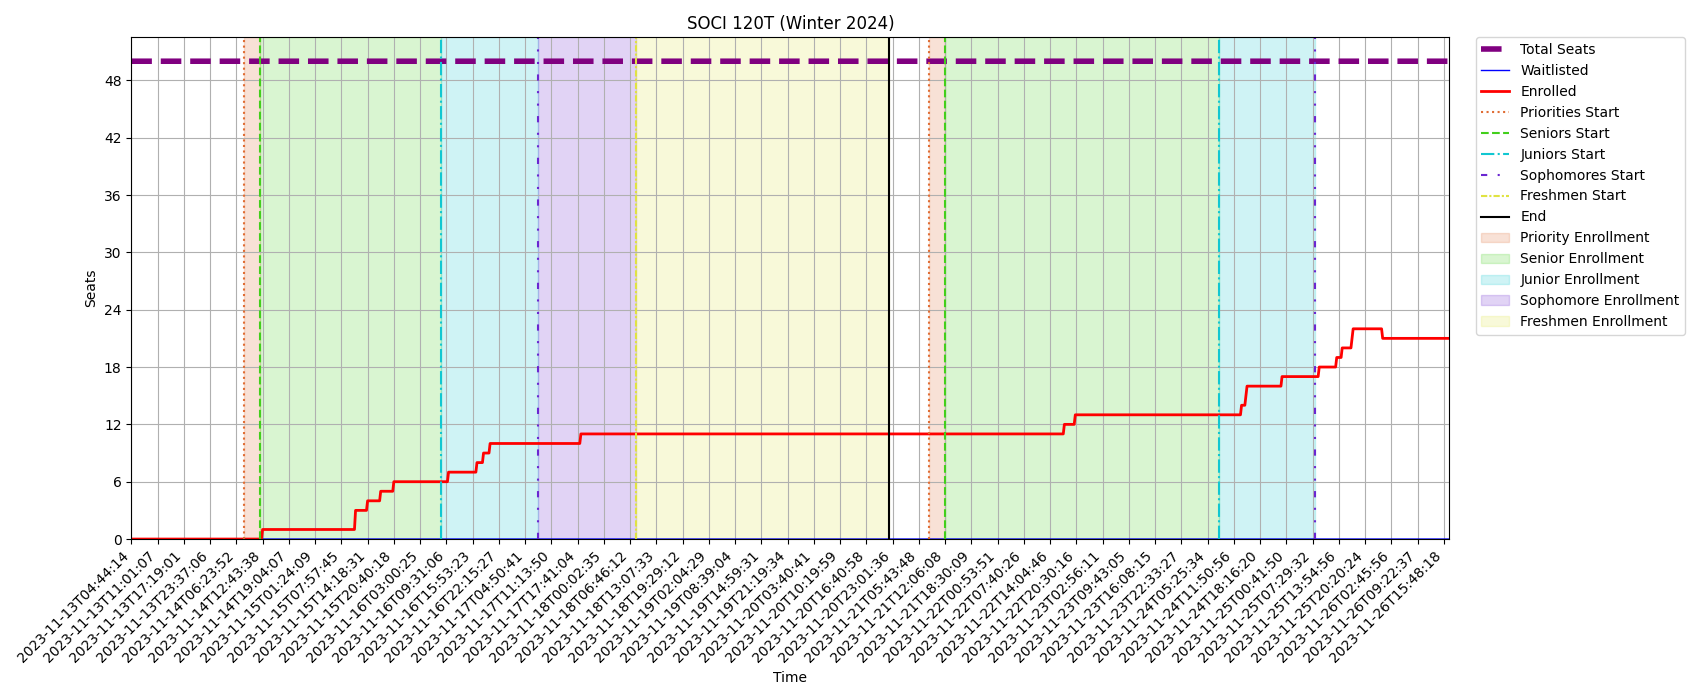 SOCI 120T (Winter 2024)
Seats
48
42
36
30
24
18
12
6
0
2023-11-13T04:44:14
2023-11-13T11:01:07
2023-11-13T17:19:01
2023-11-13T23:37:06
2023-11-14T06:23:52
2023-11-14T12:43:38
2023-11-14T19:04:07
2023-11-15T01:24:09
2023-11-15T07:57:45
2023-11-15T14:18:31
2023-11-15T20:40:18
2023-11-16T03:00:25
2023-11-16T09:31:06
2023-11-16T15:53:23
2023-11-16T22:15:27
2023-11-17T04:50:41
2023-11-17T11:13:50
2023-11-17T17:41:04
2023-11-18T00:02:35
2023-11-18T06:46:12
2023-11-18T13:07:33
2023-11-18T19:29:12
2023-11-19T02:04:29
2023-11-19T08:39:04
2023-11-19T14:59:31
2023-11-19T21:19:34
2023-11-20T03:40:41
2023-11-20T10:19:59
2023-11-20T16:40:58
2023-11-20T23:01:36
2023-11-21T05:43:48
2023-11-21T12:06:08
2023-11-21T18:30:09
2023-11-22T00:53:51
2023-11-22T07:40:26
2023-11-22T14:04:46
2023-11-22T20:30:16
2023-11-23T02:56:11
2023-11-23T09:43:05
2023-11-23T16:08:15
2023-11-23T22:33:27
2023-11-24T05:25:34
2023-11-24T11:50:56
2023-11-24T18:16:20
2023-11-25T00:41:50
2023-11-25T07:29:32
2023-11-25T13:54:56
2023-11-25T20:20:24
2023-11-26T02:45:56
2023-11-26T09:22:37
2023-11-26T15:48:18
Time
Total Seats
Waitlisted
Enrolled
Priorities Start
Seniors Start
Juniors Start
Sophomores Start
Freshmen Start
End
Priority Enrollment
Senior Enrollment
Junior Enrollment
Sophomore Enrollment
Freshmen Enrollment